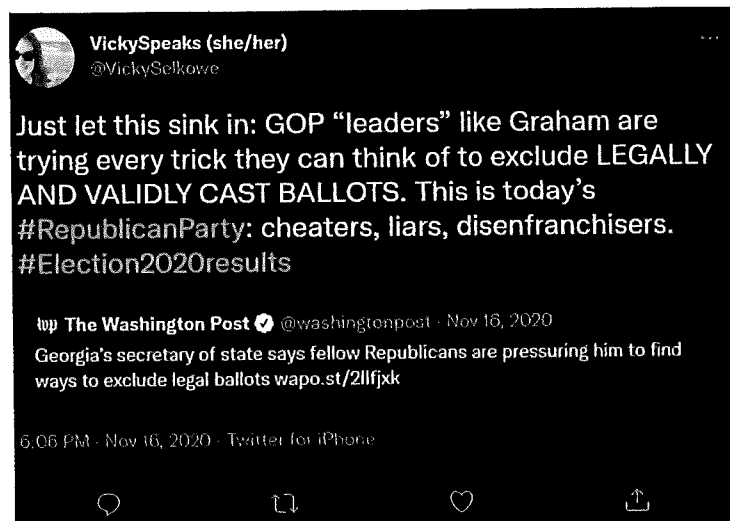 VickySpeaks (she/her)
@VickySelkowe
Just let this sink in: GOP “leaders” like Graham are
trying every trick they can think of to exclude LEGALLY
AND VALIDLY CAST BALLOTS. This is today’s
#RepublicanParty: cheaters, liars, disenfranchisers.
#Election2020results
wp The Washington Post @washingtonpost · Nov 16, 2020
Georgia’s secretary of state says fellow Republicans are pressuring him to find
ways to exclude legal ballots wapo.st/2Ilfjxk
6:06 PM · Nov 16, 2020 · Twitter for iPhone